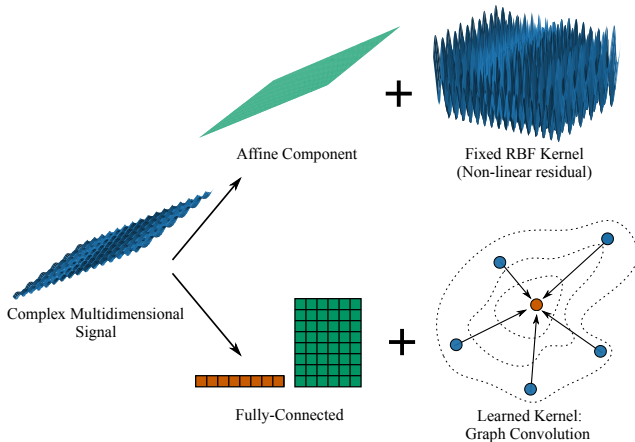 Affine Component
Fixed RBF Kernel
(Non-linear residual)
Complex Multidimensional
Signal
Fully-Connected
Learned Kernel:
Graph Convolution